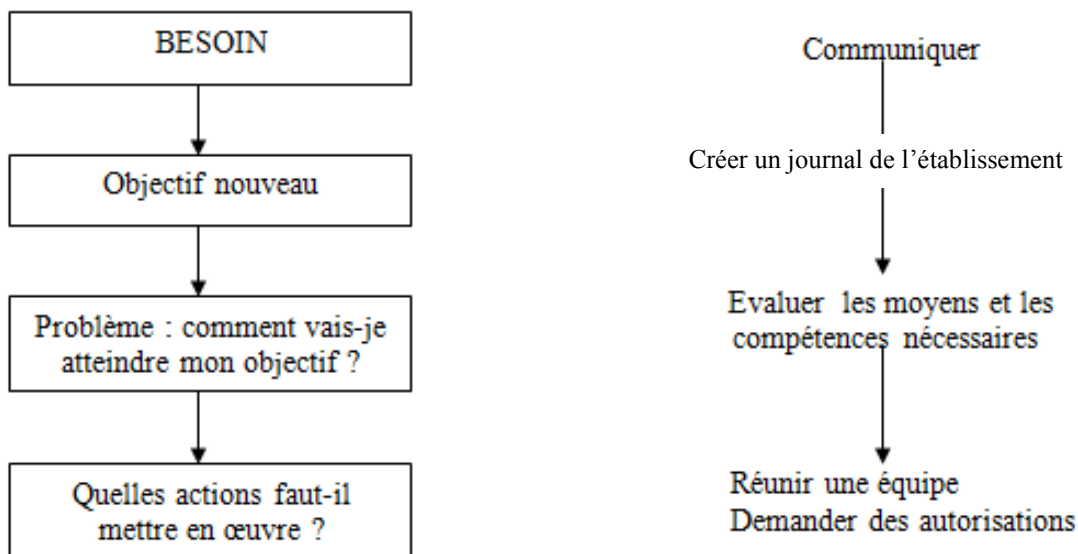 BESOIN
Objectif nouveau
Problème : comment vais-je
atteindre mon objectif ?
Quelles actions faut-il
mettre en œuvre ?
Communiquer
Créer un journal de l’établissement
Evaluer les moyens et les
compétences nécessaires
Réunir une équipe
Demander des autorisations